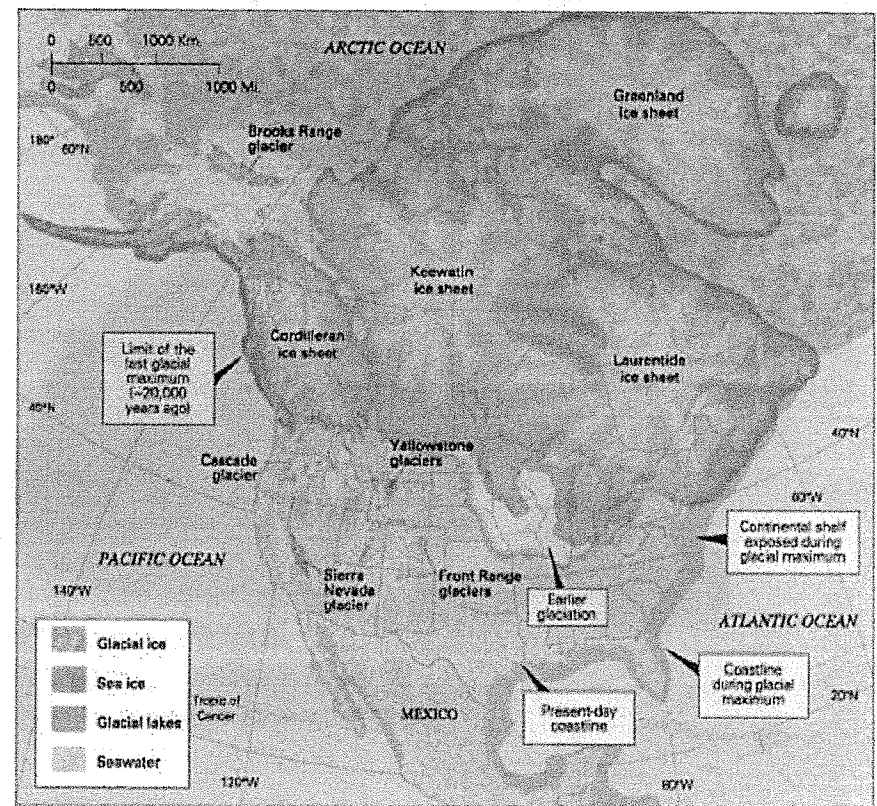 0 500 1000 Km.
0 500 1000 Mi.
ARCTIC OCEAN
Greenland
ice sheet
Brooks Range
glacier
180°
60°N
Keewatin
ice sheet
160°W
Cordilleran
ice sheet
Limit of the
last glacial
maximum
(~20,000
years ago)
Laurentide
ice sheet
40°N
40°N
Cascade
glacier
Yellowstone
glaciers
60°W
Continental shelf
exposed during
glacial maximum
PACIFIC OCEAN
140°W
Sierra
Nevada
glacier
Front Range
glaciers
Earlier
glaciation
ATLANTIC OCEAN
Glacial ice
Sea ice
Glacial lakes
Seawater
Tropic of
Cancer
MEXICO
Present-day
coastline
Coastline
during glacial
maximum
20°N
120°W
80°W